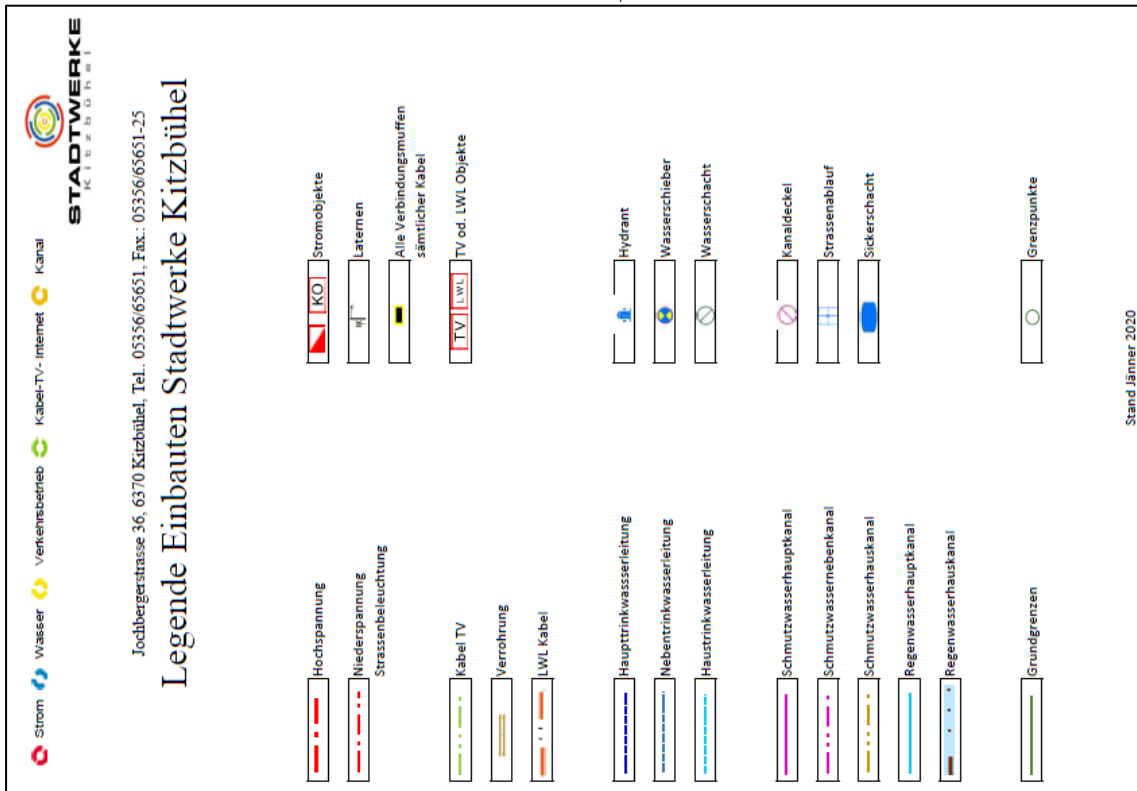 Strom Wasser Verkehrsbetrieb Kabel-TV- Internet Kanal
STADTWERKE
Kitzbühel
Jochbergerstrasse 36, 6370 Kitzbühel, Tel.. 05356/65651, Fax.: 05356/65651-25
Legende Einbauten Stadtwerke Kitzbühel
Hochspannung
Niederspannung
Strassenbeleuchtung
Kabel TV
Verrohrung
LWL Kabel
Haupttrinkwassserleitung
Nebentrinkwasserleitung
Haustrinkwasserleitung
Schmutzwasserhauptkanal
Schmutzwassernebenkanal
Schmutzwasserhauskanal
Regenwasserhauptkanal
Regenwasserhauskanal
Grundgrenzen
KO Stromobjekte
Laternen
Alle Verbindungsmuffen
sämtlicher Kabel
TV LWL TV od. LWL Objekte
Hydrant
Wasserschieber
Wasserschacht
Kanaldeckel
Strassenablauf
Sickerschacht
Grenzpunkte
Stand Jänner 2020